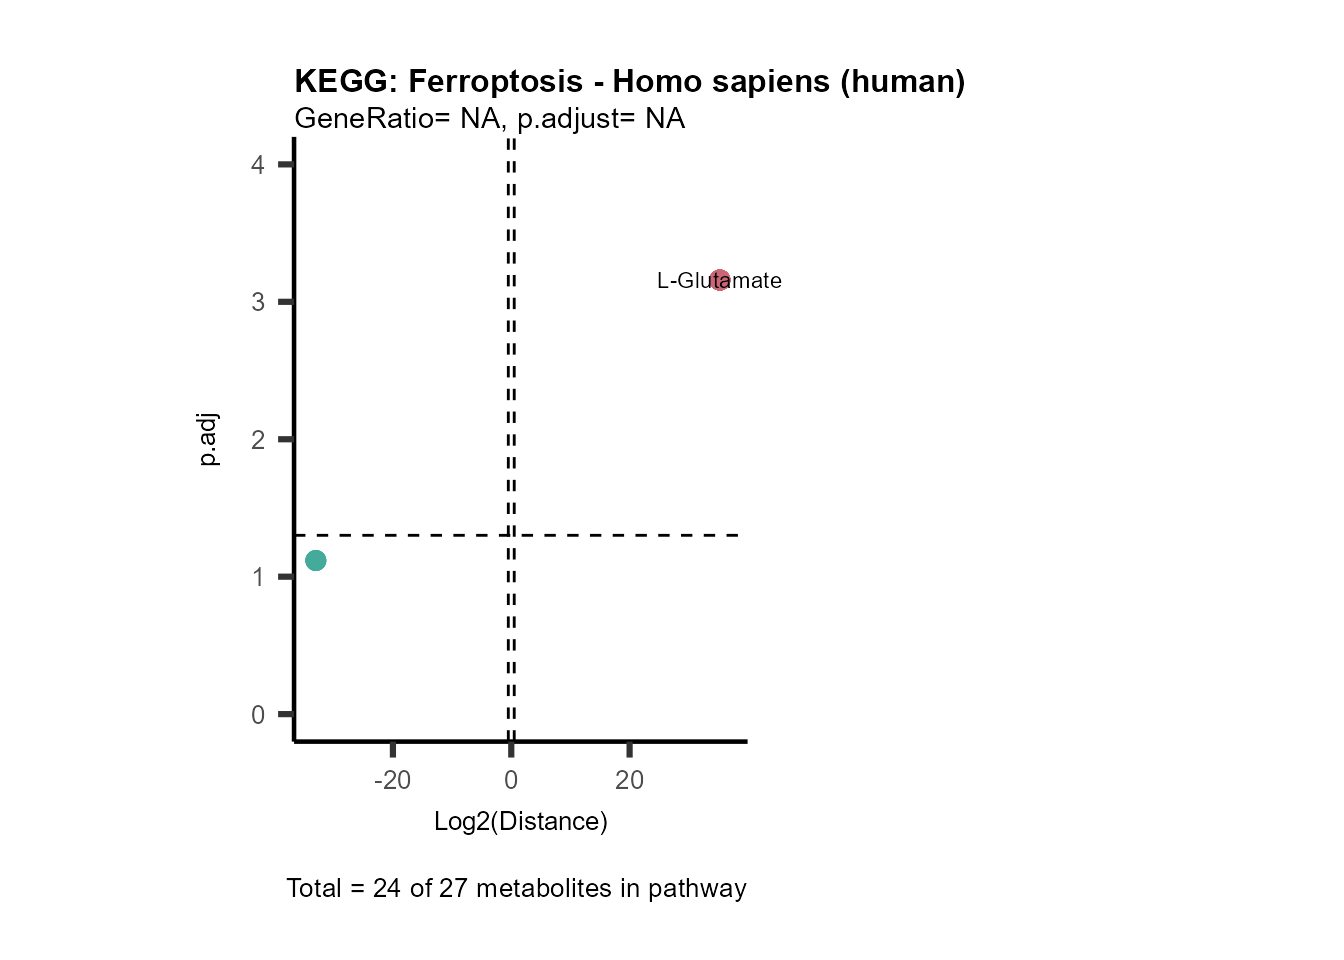 KEGG: Ferroptosis - Homo sapiens (human)
GeneRatio= NA, p.adjust= NA
4
L-Glutamate
3
p.adj
2
1
0
-20 0 20
Log2(Distance)
Total = 24 of 27 metabolites in pathway